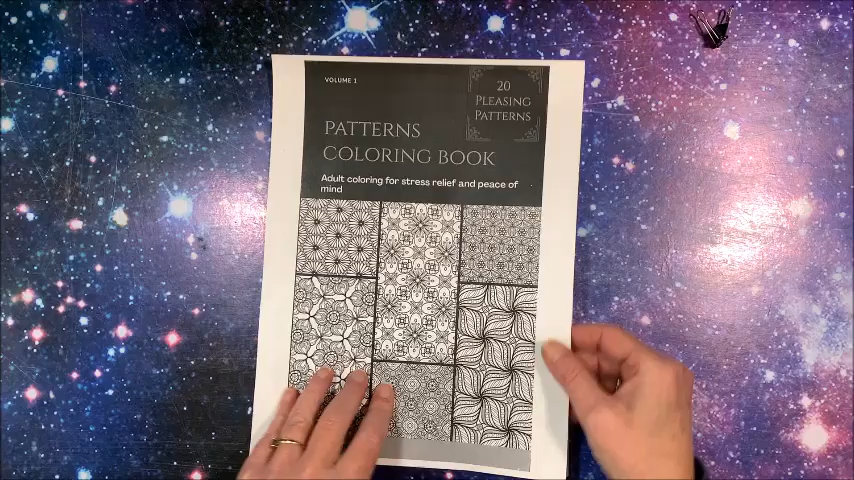 VOLUME 1
20
PLEASING
PATTERNS
PATTERNS
COLORING BOOK
Adult coloring for stress relief and peace of
mind